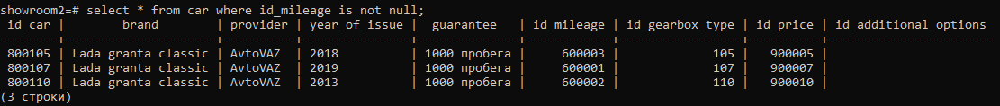 showroom2=# select * from car where id_mileage is not null;
id_car | brand | provider | year_of_issue | guarantee | id_mileage | id_gearbox_type | id_price | id_additional_options
--------+---------------------+----------+---------------+--------------+------------+-----------------+----------+-----------------------
800105 | Lada granta classic | AvtoVAZ | 2018 | 1000 пробега | 600003 | 105 | 900005 |
800107 | Lada granta classic | AvtoVAZ | 2019 | 1000 пробега | 600001 | 107 | 900007 |
800110 | Lada granta classic | AvtoVAZ | 2013 | 1000 пробега | 600002 | 110 | 900010 |
(3 строки)